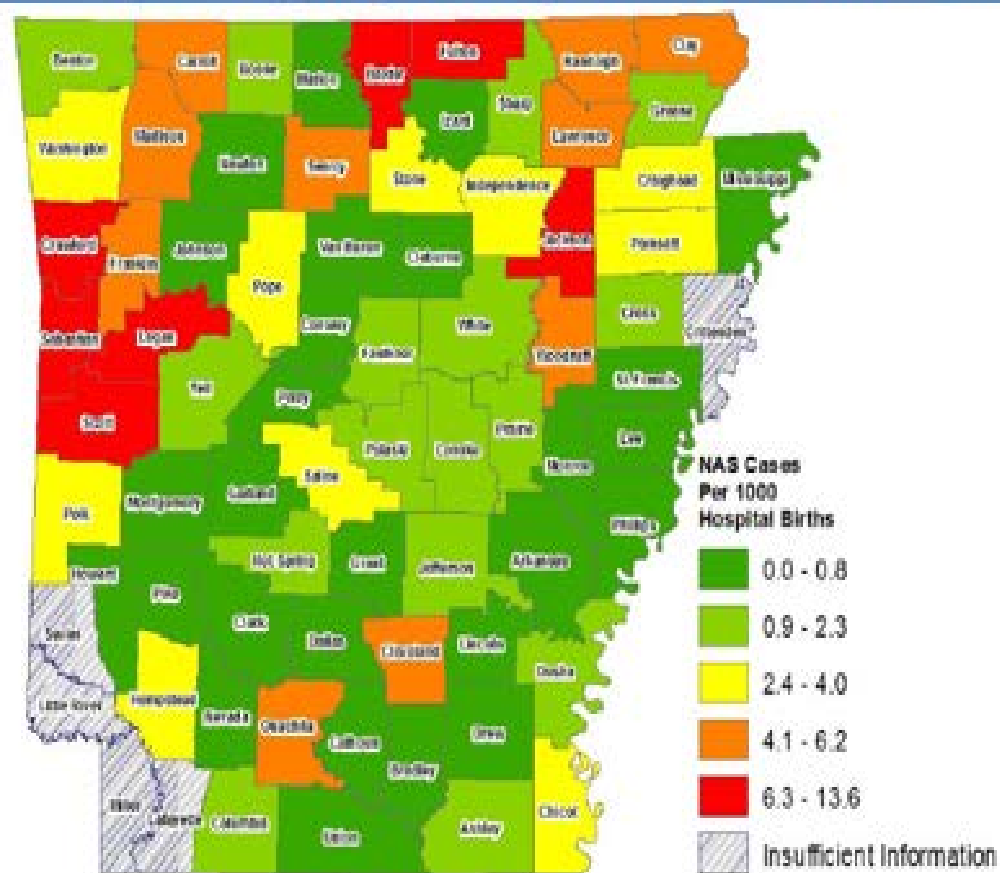 Benton
Carroll
Boone
Marion
Baxter
Fulton
Randolph
Clay
Washington
Madison
Newton
Searcy
Stone
Izard
Sharp
Lawrence
Greene
Independence
Craighead
Mississippi
Crawford
Franklin
Johnson
Pope
Van Buren
Cleburne
Jackson
Poinsett
Sebastian
Logan
Conway
Faulkner
White
Woodruff
Cross
Crittenden
Scott
Yell
Perry
St. Francis
Lee
Polk
Montgomery
Garland
Saline
Pulaski
Lonoke
Prairie
Monroe
Phillips
Howard
Pike
Hot Spring
Grant
Jefferson
Arkansas
Sevier
Clark
Dallas
Cleveland
Lincoln
Desha
Little River
Hempstead
Nevada
Ouachita
Calhoun
Bradley
Drew
Miller
Lafayette
Columbia
Union
Ashley
Chicot
NAS Cases
Per 1000
Hospital Births
0.0 - 0.8
0.9 - 2.3
2.4 - 4.0
4.1 - 6.2
6.3 - 13.6
Insufficient Information